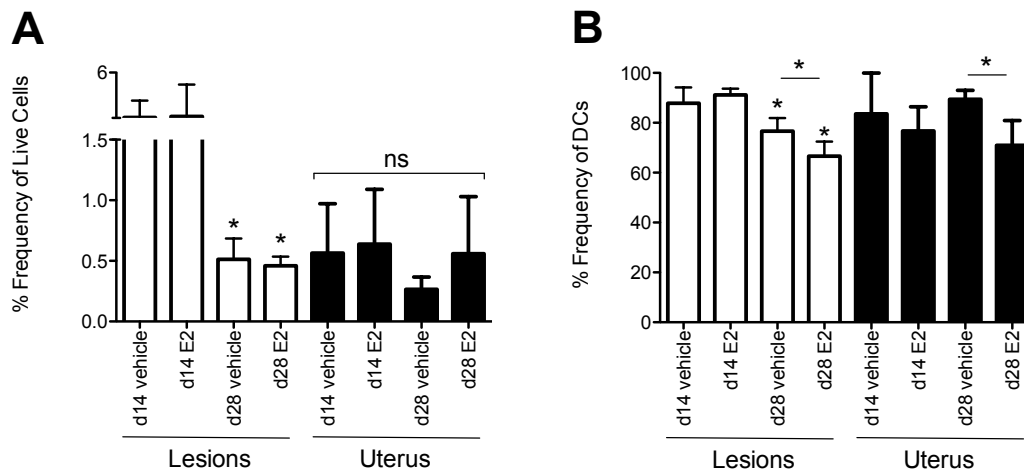 A
% Frequency of Live Cells
6
1.5
1.0
0.5
0.0
*
*
ns
d14 vehicle
d14 E2
d28 vehicle
d28 E2
d14 vehicle
d14 E2
d28 vehicle
d28 E2
Lesions
Uterus
B
% Frequency of DCs
100
80
60
40
20
0
*
*
*
*
d14 vehicle
d14 E2
d28 vehicle
d28 E2
d14 vehicle
d14 E2
d28 vehicle
d28 E2
Lesions
Uterus